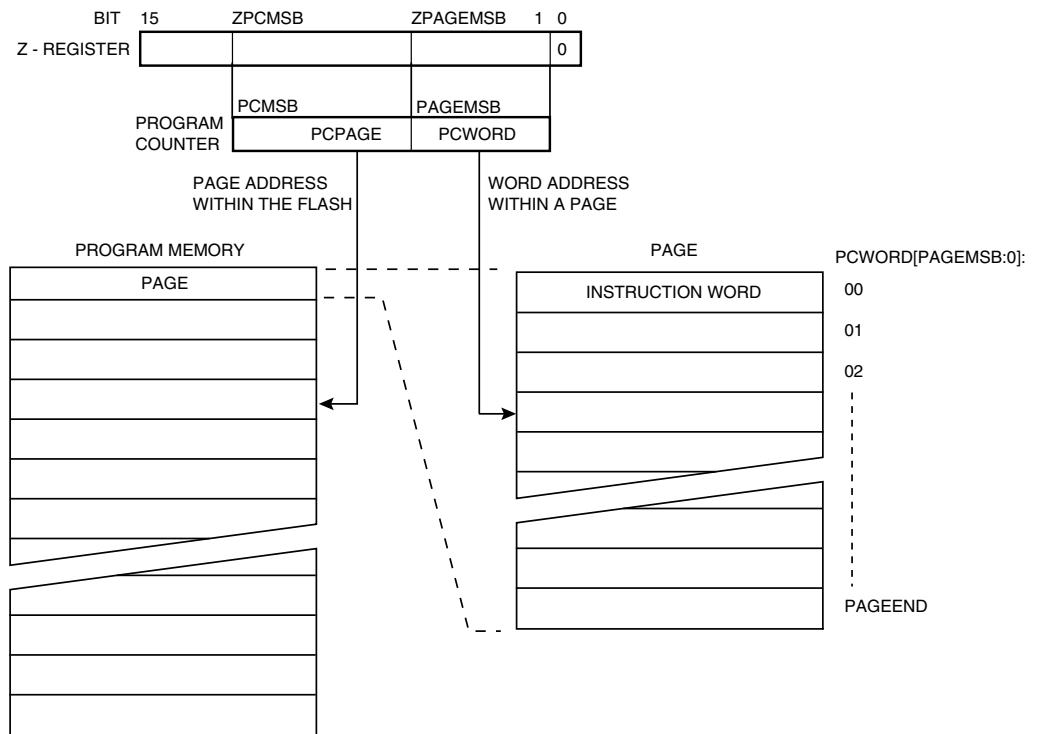 BIT 15 ZPCMSB ZPAGEMSB 1 0
Z - REGISTER 0
PCMSB PAGEMSB
PROGRAM
COUNTER
PCPAGE PCWORD
PAGE ADDRESS
WITHIN THE FLASH
WORD ADDRESS
WITHIN A PAGE
PROGRAM MEMORY
PAGE
PAGE
PCWORD[PAGEMSB:0]:
INSTRUCTION WORD 00
01
02
PAGEEND